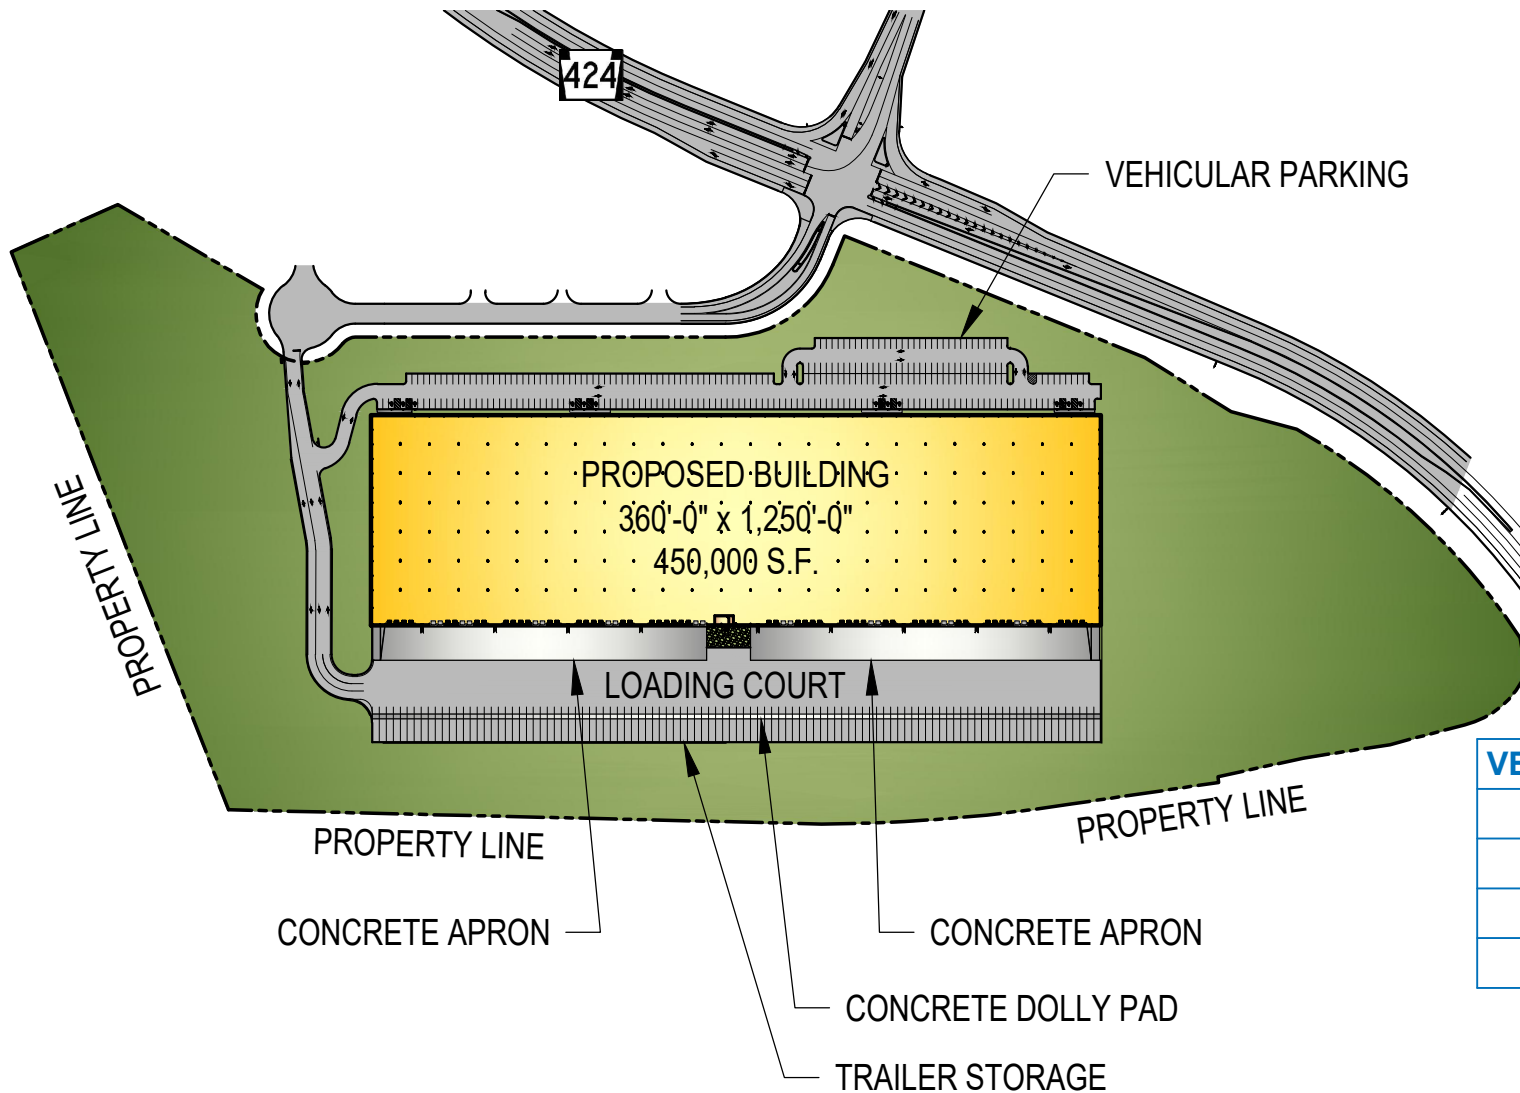 424
VEHICULAR PARKING
PROPOSED BUILDING
360'-0" x 1,250'-0"
450,000 S.F.
PROPERTY LINE
LOADING COURT
VE
PROPERTY LINE
PROPERTY LINE
CONCRETE APRON
CONCRETE APRON
CONCRETE DOLLY PAD
TRAILER STORAGE